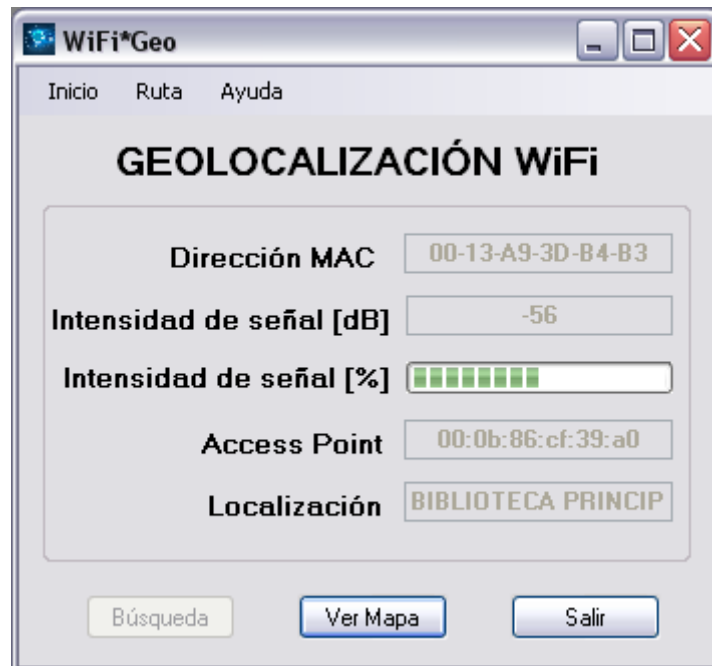 WiFi*Geo
Inicio Ruta Ayuda
GEOLOCALIZACIÓN WiFi
Dirección MAC 00-13-A9-3D-B4-B3
Intensidad de señal [dB] -56
Intensidad de señal [%]
Access Point 00:0b:86:cf:39:a0
Localización BIBLIOTECA PRINCIP
Búsqueda Ver Mapa Salir